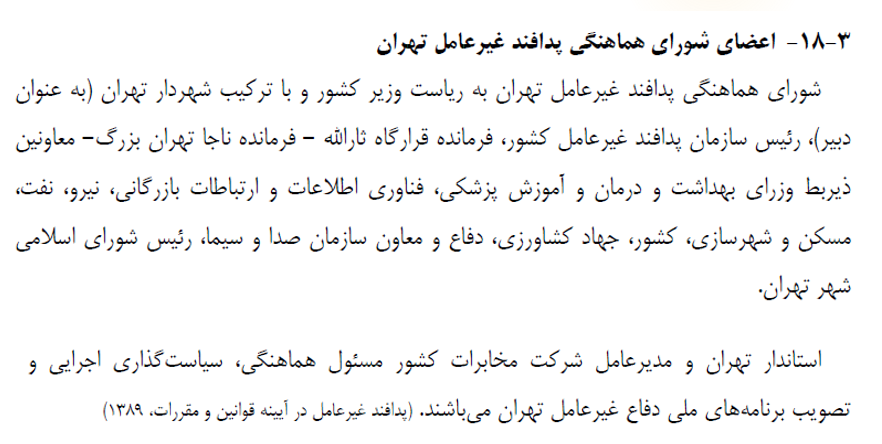 ۳-۱۸- اعضای شورای هماهنگی پدافند غیرعامل تهران
شورای هماهنگی پدافند غیرعامل تهران به ریاست وزیر کشور و با ترکیب شهردار تهران (به عنوان
دبیر)، رئیس سازمان پدافند غیرعامل کشور، فرمانده قرارگاه ثارالله – فرمانده ناجا تهران بزرگ- معاونین
ذیربط وزرای بهداشت و درمان و آموزش پزشکی، فناوری اطلاعات و ارتباطات بازرگانی، نیرو، نفت،
مسکن و شهرسازی، کشور، جهاد کشاورزی، دفاع و معاون سازمان صدا و سیما، رئیس شورای اسلامی
شهر تهران.
استاندار تهران و مدیرعامل شرکت مخابرات کشور مسئول هماهنگی، سیاست‌گذاری اجرایی و
تصویب برنامه‌های ملی دفاع غیرعامل تهران می‌باشند. (پدافند غیرعامل در آیینه قوانین و مقررات، ۱۳۸۹)